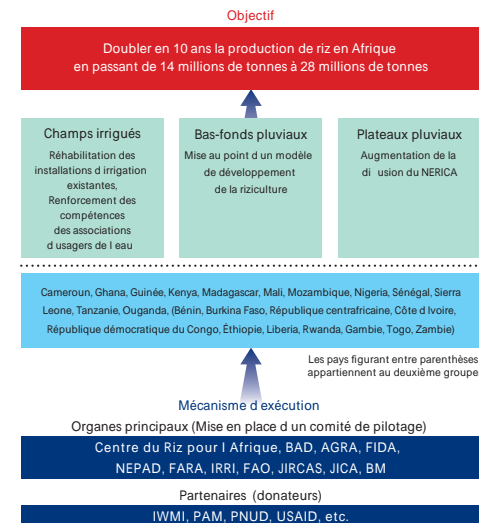 Objectif
Doubler en 10 ans la production de riz en Afrique
en passant de 14 millions de tonnes à 28 millions de tonnes
Champs irrigués
Réhabilitation des
installations d irrigation
existantes,
Renforcement des
compétences
des associations
d usagers de l eau
Bas-fonds pluviaux
Mise au point d un modèle
de développement
de la riziculture
Plateaux pluviaux
Augmentation de la
di usion du NERICA
Cameroun, Ghana, Guinée, Kenya, Madagascar, Mali, Mozambique, Nigeria, Sénégal, Sierra
Leone, Tanzanie, Ouganda, (Bénin, Burkina Faso, République centrafricaine, Côte d Ivoire,
République démocratique du Congo, Éthiopie, Liberia, Rwanda, Gambie, Togo, Zambie)
Les pays figurant entre parenthèses
appartiennent au deuxième groupe
Mécanisme d exécution
Organes principaux (Mise en place d un comité de pilotage)
Centre du Riz pour l Afrique, BAD, AGRA, FIDA,
NEPAD, FARA, IRRI, FAO, JIRCAS, JICA, BM
Partenaires (donateurs)
IWMI, PAM, PNUD, USAID, etc.